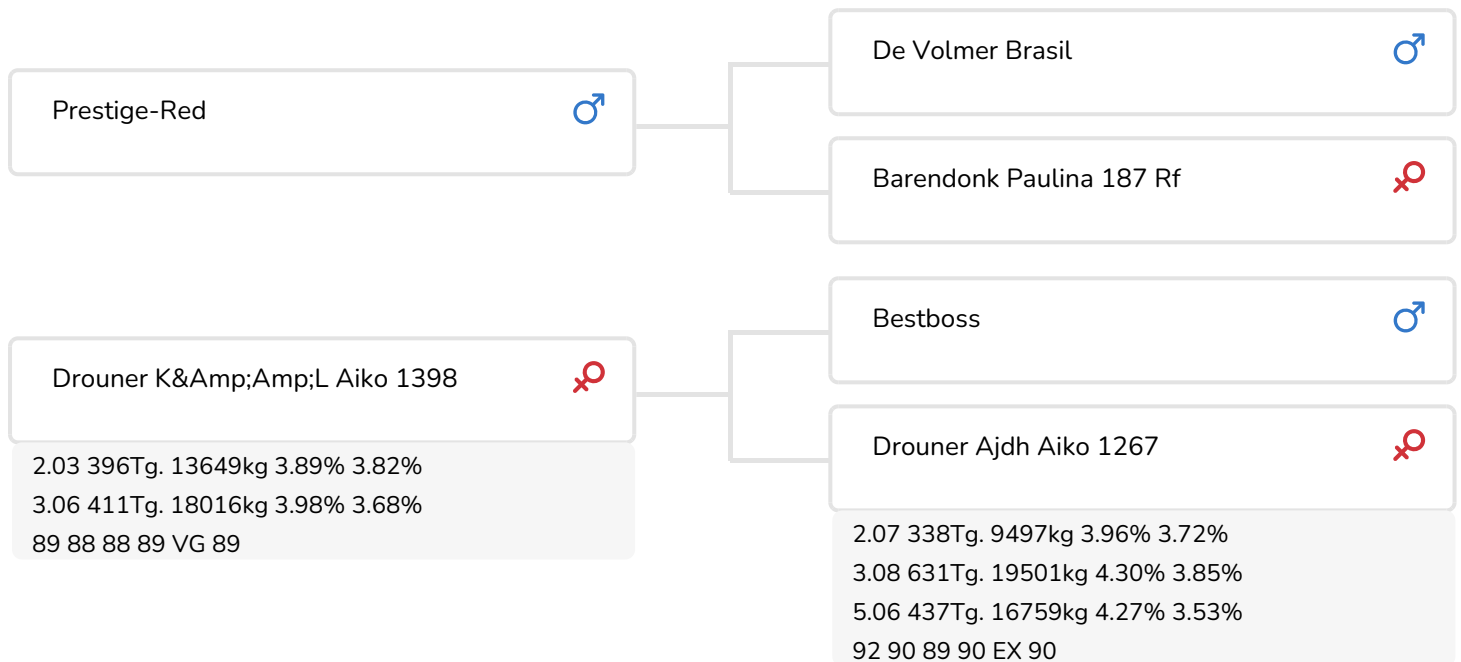 Prestige-Red
De Volmer Brasil
Barendonk Paulina 187 Rf
Drouner K&Amp;Amp;L Aiko 1398
2.03 396Tg. 13649kg 3.89% 3.82%
3.06 411Tg. 18016kg 3.98% 3.68%
89 88 88 89 VG 89
Bestboss
Drouner Ajdh Aiko 1267
2.07 338Tg. 9497kg 3.96% 3.72%
3.08 631Tg. 19501kg 4.30% 3.85%
5.06 437Tg. 16759kg 4.27% 3.53%
92 90 89 90 EX 90